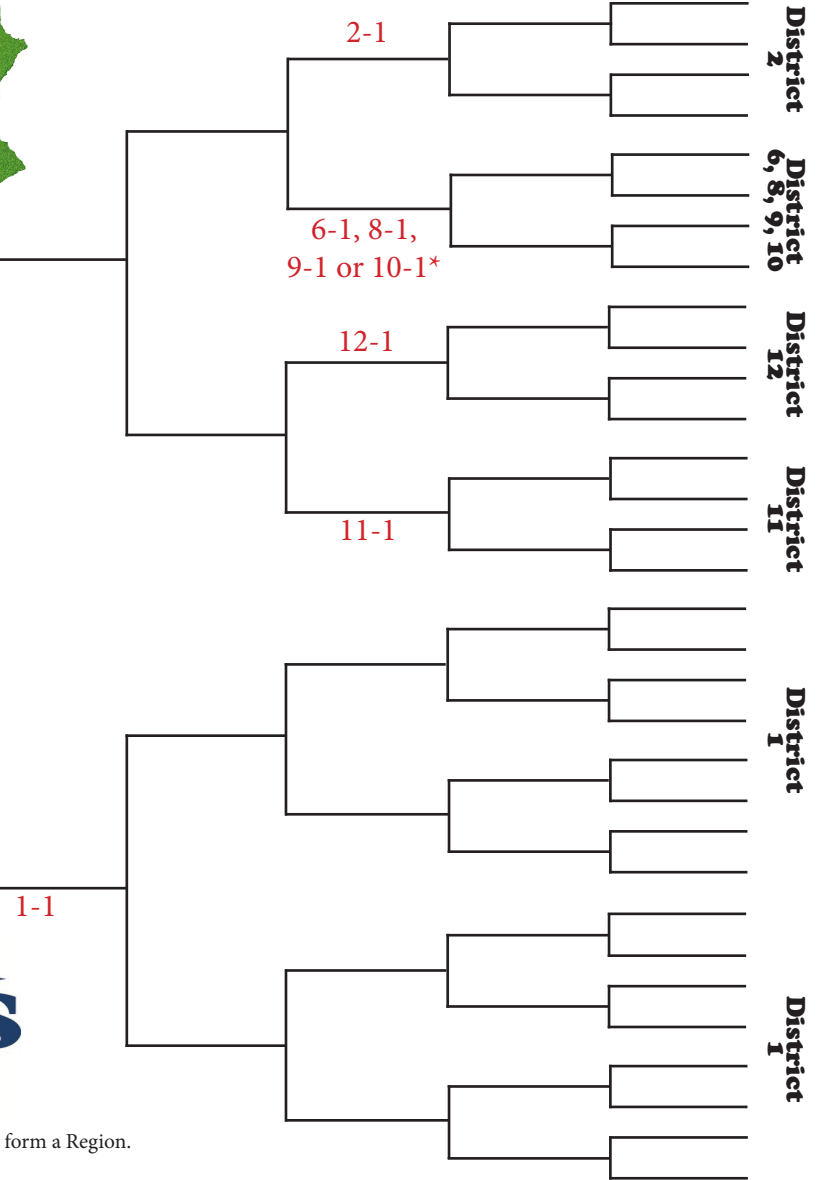 2-1
District
2
6-1, 8-1,
9-1 or 10-1*
District
6, 8, 9, 10
12-1
District
12
11-1
District
11
District
1
1-1
s
District
1
form a Region.